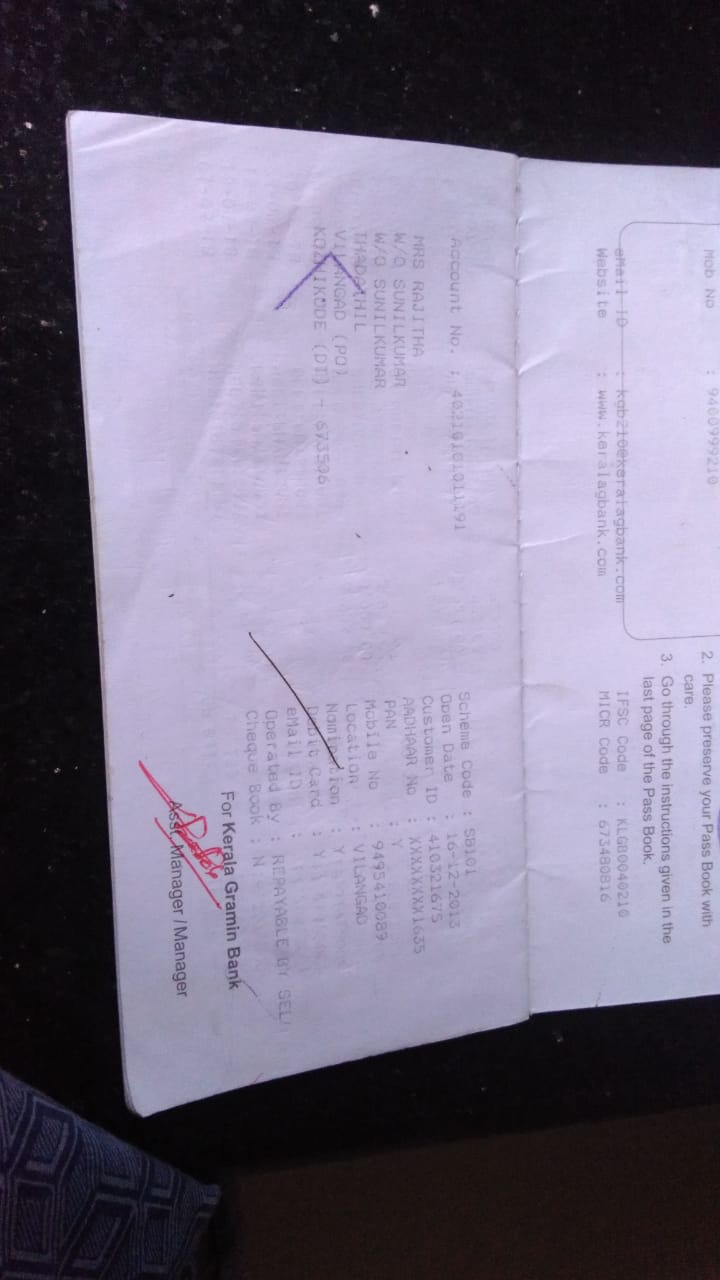 Mob No : 9400999210
eMail ID : kgb210@keralagbank.com
Website : www.keralagbank.com
2. Please preserve your Pass Book with
care.
3. Go through the instructions given in the
last page of the Pass Book.
IFSC Code : KLGB0040210
MICR Code : 673480816
Account No. : 40210101011191
MRS RAJITHA
W/O SUNILKUMAR
W/O SUNILKUMAR
VILANGAD (PO)
KOZHIKODE (DT) - 673506
Scheme Code : SB101
Open Date : 16-12-2013
Customer ID : 410321675
AADHAAR No : XXXXXXXX1635
PAN : Y
Mobile No : 9495410089
Location : VILANGAD
Nomination : Y
Debit Card : Y
eMail ID :
Operated By : REPAYABLE BY SEL
Cheque Book : N
For Kerala Gramin Bank
Asst. Manager / Manager